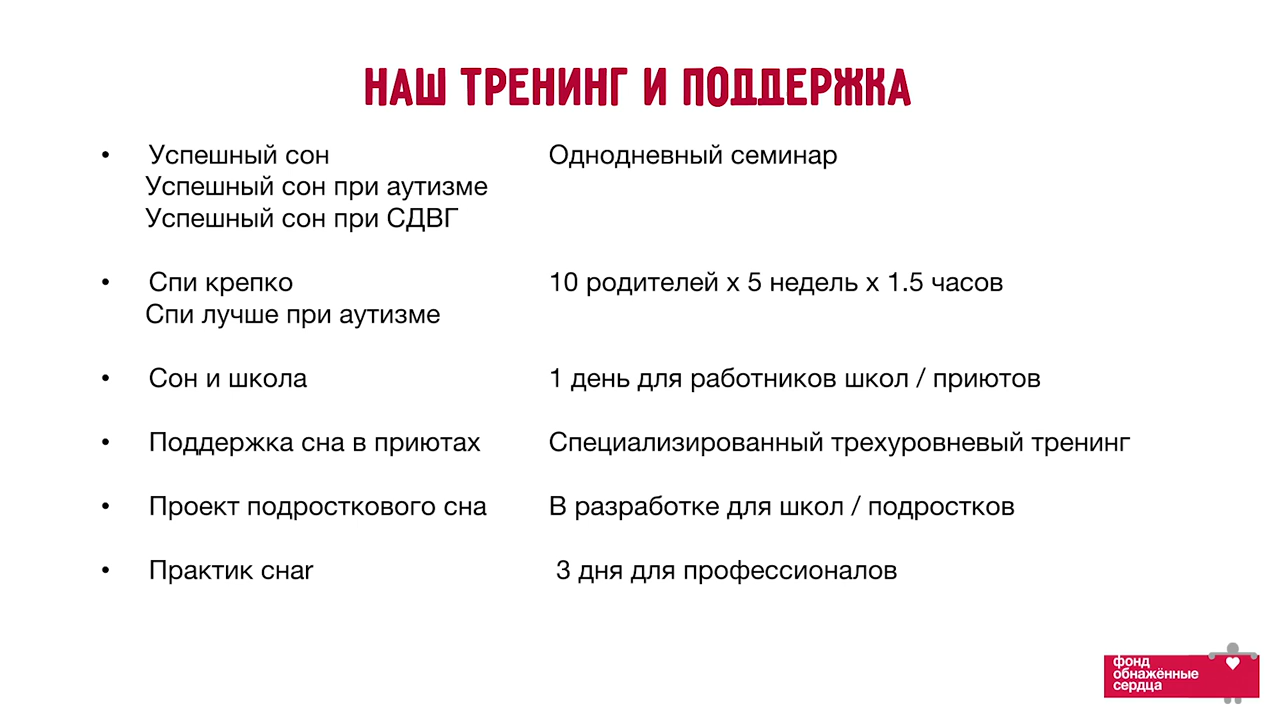 НАШ ТРЕНИНГ И ПОДДЕРЖКА
• Успешный сон Однодневный семинар
Успешный сон при аутизме
Успешный сон при СДВГ
• Спи крепко 10 родителей х 5 недель х 1.5 часов
Спи лучше при аутизме
• Сон и школа 1 день для работников школ / приютов
• Поддержка сна в приютах Специализированный трехуровневый тренинг
• Проект подросткового сна В разработке для школ / подростков
• Практик снаr 3 дня для профессионалов
фонд
обнажённые
сердца